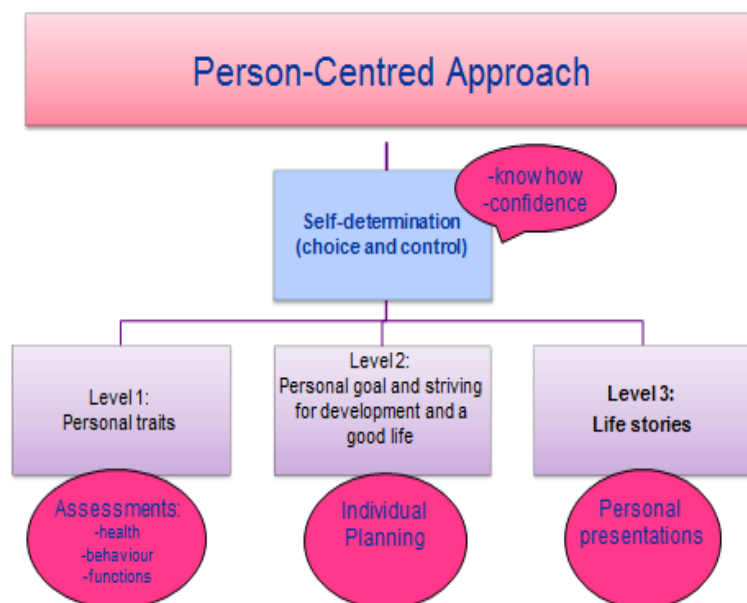 Person-Centred Approach
-know how
-confidence
Self-determination
(choice and control)
Level 1:
Personal traits
Level 2:
Personal goal and striving
for development and a
good life
Level 3:
Life stories
Assessments:
-health
-behaviour
-functions
Individual
Planning
Personal
presentations